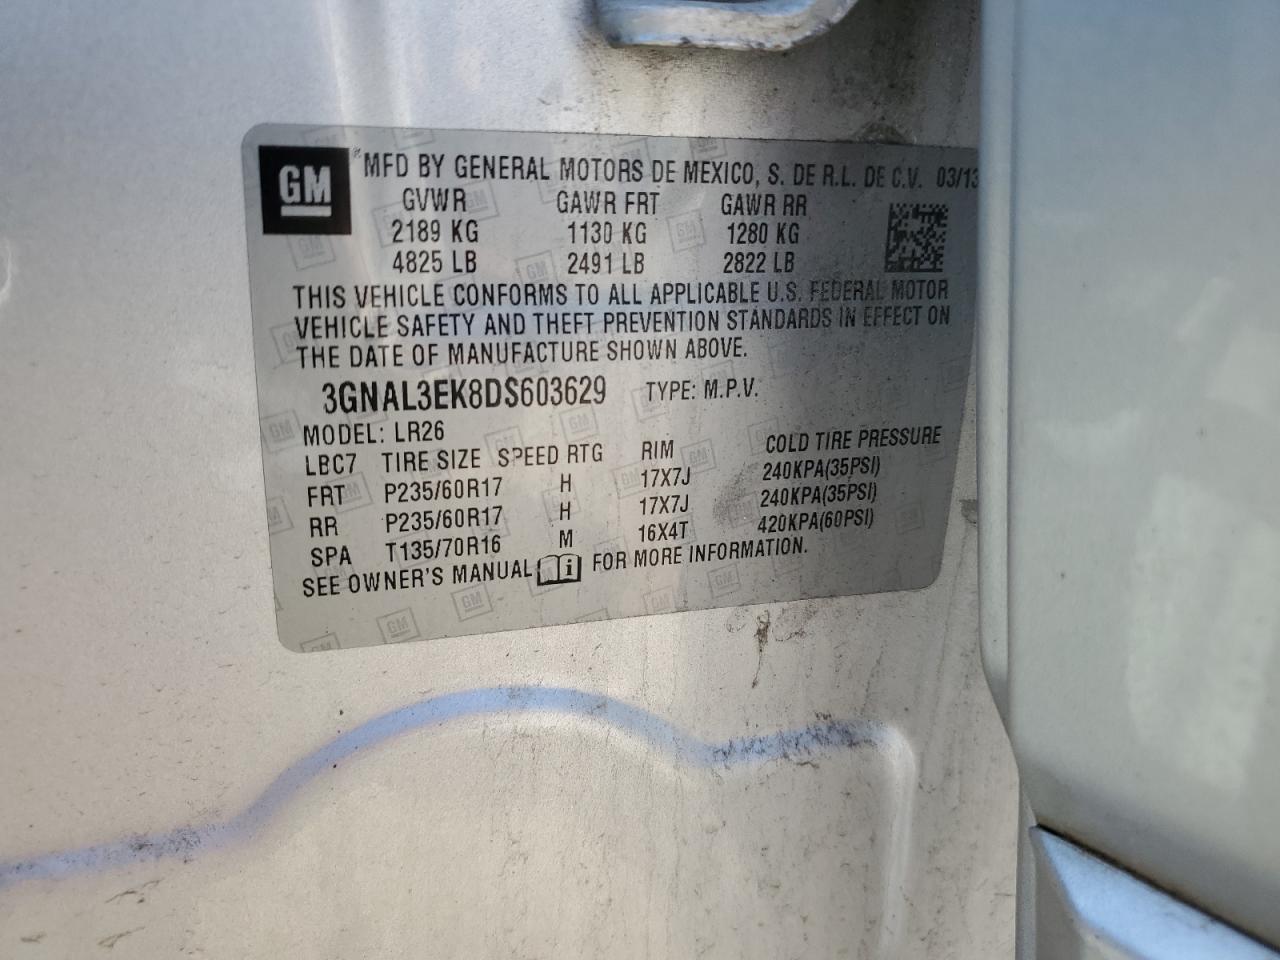 GM
MFD BY GENERAL MOTORS DE MEXICO, S. DE R.L. DE C.V. 03/13
GVWR GAWR FRT GAWR RR
2189 KG 1130 KG 1280 KG
4825 LB 2491 LB 2822 LB
THIS VEHICLE CONFORMS TO ALL APPLICABLE U.S. FEDERAL MOTOR
VEHICLE SAFETY AND THEFT PREVENTION STANDARDS IN EFFECT ON
THE DATE OF MANUFACTURE SHOWN ABOVE.
3GNAL3EK8DS603629 TYPE: M.P.V.
MODEL: LR26
LBC7 TIRE SIZE SPEED RTG RIM COLD TIRE PRESSURE
FRT P235/60R17 H 17X7J 240KPA(35PSI)
RR P235/60R17 H 17X7J 240KPA(35PSI)
SPA T135/70R16 M 16X4T 420KPA(60PSI)
SEE OWNER'S MANUAL i FOR MORE INFORMATION.